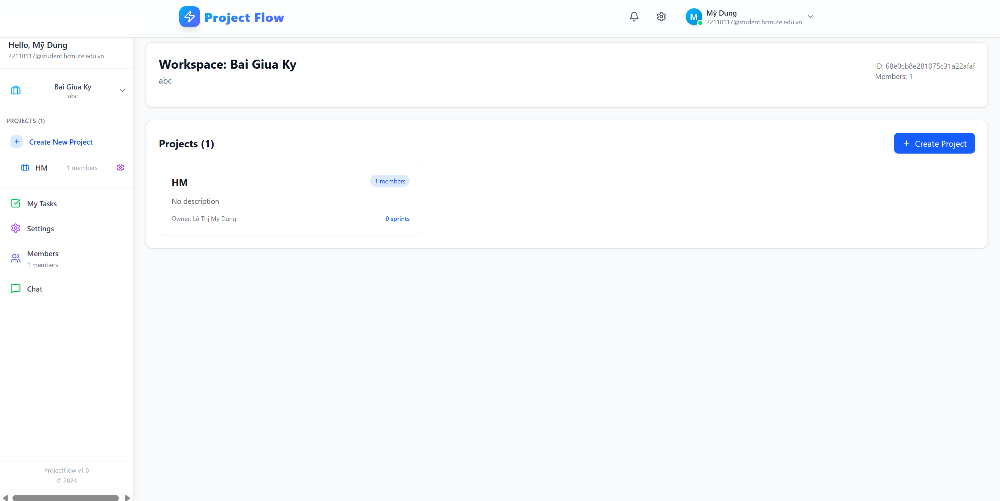 Project Flow
M
Mỹ Dung
22110117@student.hcmute.edu.vn
Hello, Mỹ Dung
22110117@student.hcmute.edu.vn
Bai Giua Ky
abc
PROJECTS (1)
+ Create New Project
HM 1 members
My Tasks
Settings
Members
1 members
Chat
ProjectFlow v1.0
© 2024
Workspace: Bai Giua Ky
abc
ID: 68e0cb8e281075c31a22afaf
Members: 1
Projects (1)
+ Create Project
HM
1 members
No description
Owner: Lê Thị Mỹ Dung
0 sprints